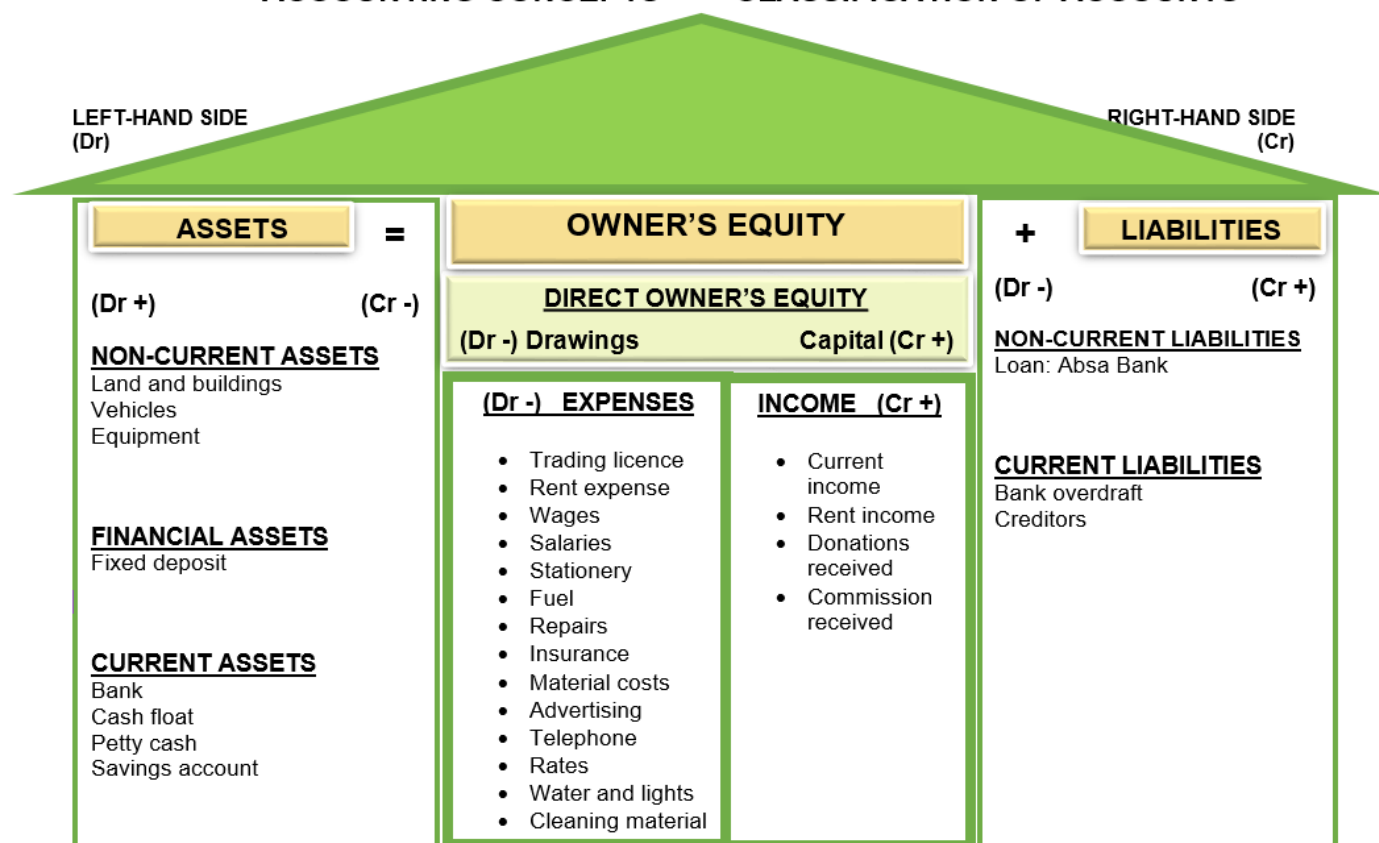 LEFT-HAND SIDE
(Dr)
RIGHT-HAND SIDE
(Cr)
ASSETS =
(Dr +) (Cr -)
NON-CURRENT ASSETS
Land and buildings
Vehicles
Equipment
FINANCIAL ASSETS
Fixed deposit
CURRENT ASSETS
Bank
Cash float
Petty cash
Savings account
OWNER'S EQUITY
DIRECT OWNER'S EQUITY
(Dr -) Drawings Capital (Cr +)
(Dr -) EXPENSES
• Trading licence
• Rent expense
• Wages
• Salaries
• Stationery
• Fuel
• Repairs
• Insurance
• Material costs
• Advertising
• Telephone
• Rates
• Water and lights
• Cleaning material
INCOME (Cr +)
• Current
income
• Rent income
• Donations
received
• Commission
received
+ LIABILITIES
(Dr -) (Cr +)
NON-CURRENT LIABILITIES
Loan: Absa Bank
CURRENT LIABILITIES
Bank overdraft
Creditors